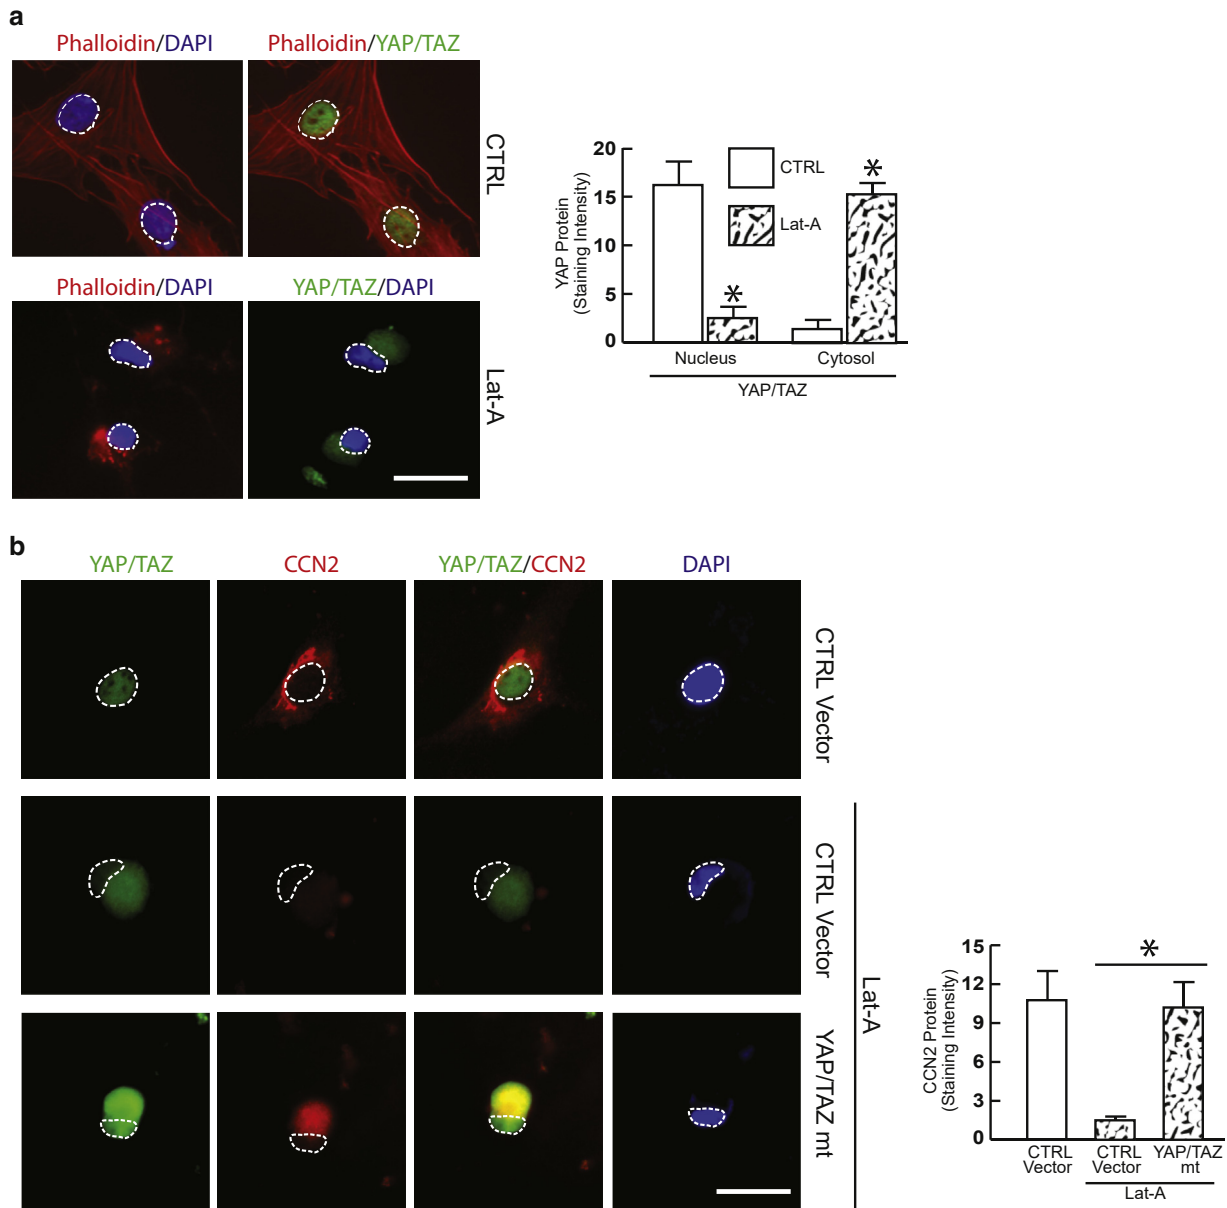 a
Phalloidin/DAPI
Phalloidin/YAP/TAZ
CTRL
Phalloidin/DAPI
YAP/TAZ/DAPI
Lat-A
YAP Protein
(Staining Intensity)
20
15
10
5
0
CTRL
Lat-A
*
*
Nucleus
Cytosol
YAP/TAZ
b
YAP/TAZ
CCN2
YAP/TAZ/CCN2
DAPI
CTRL Vector
CTRL Vector
YAP/TAZ mt
Lat-A
CCN2 Protein
(Staining Intensity)
15
12
9
6
3
0
*
CTRL
Vector
CTRL
Vector
YAP/TAZ
mt
Lat-A